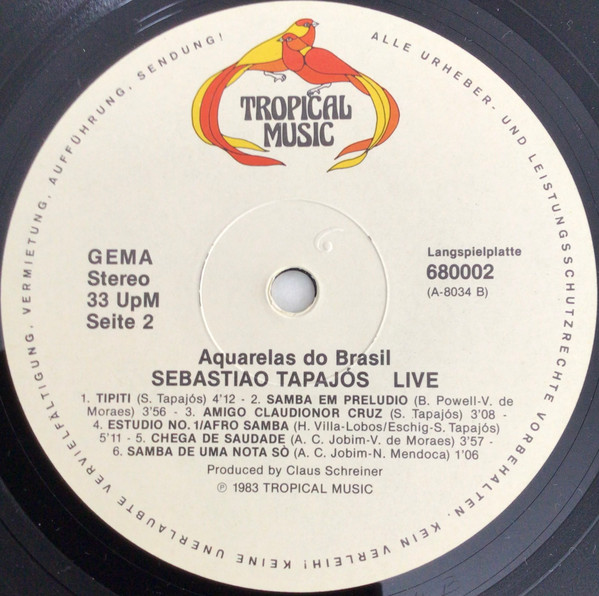 ALLE URHEBER- UND LEISTUNGSSCHUTZRECHTE VORBEHALTEN. KEIN VERLEIH! KEINE UNERLAUBTE VERVIELFÄLTIGUNG, VERMIETUNG, AUFFÜHRUNG, SENDUNG!
TROPICAL
MUSIC
GEMA
Stereo
33 UpM
Seite 2
Langspielplatte
680002
(A-8034 B)
Aquarelas do Brasil
SEBASTIAO TAPAJÓS LIVE
1. TIPITI (S. Tapajós) 4'12 - 2. SAMBA EM PRELUDIO (B. Powell-V. de
Moraes) 3'56 - 3. AMIGO CLAUDIONOR CRUZ (S. Tapajós) 3'08 -
4. ESTUDIO NO. 1/AFRO SAMBA (H. Villa-Lobos/Eschig-S. Tapajós)
5'11 - 5. CHEGA DE SAUDADE (A. C. Jobim-V. de Moraes) 3'57 -
6. SAMBA DE UMA NOTA SÒ (A. C. Jobim-N. Mendoca) 1'06
Produced by Claus Schreiner
℗ 1983 TROPICAL MUSIC